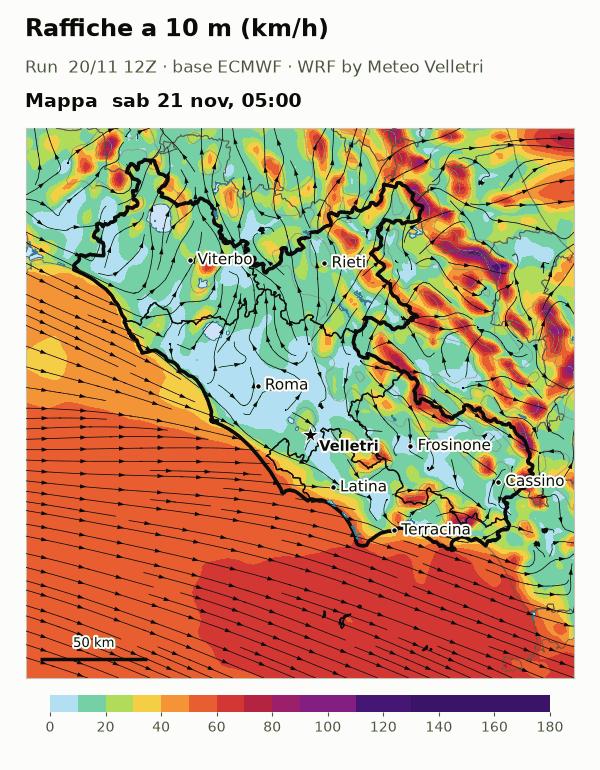 Raffiche a 10 m (km/h)
Run  20/11 12Z · base ECMWF · WRF by Meteo Velletri
Mappa  sab 21 nov, 05:00
Viterbo
Rieti
Roma
Velletri
Frosinone
Latina
Cassino
Terracina
50 km
0 20 40 60 80 100 120 140 160 180